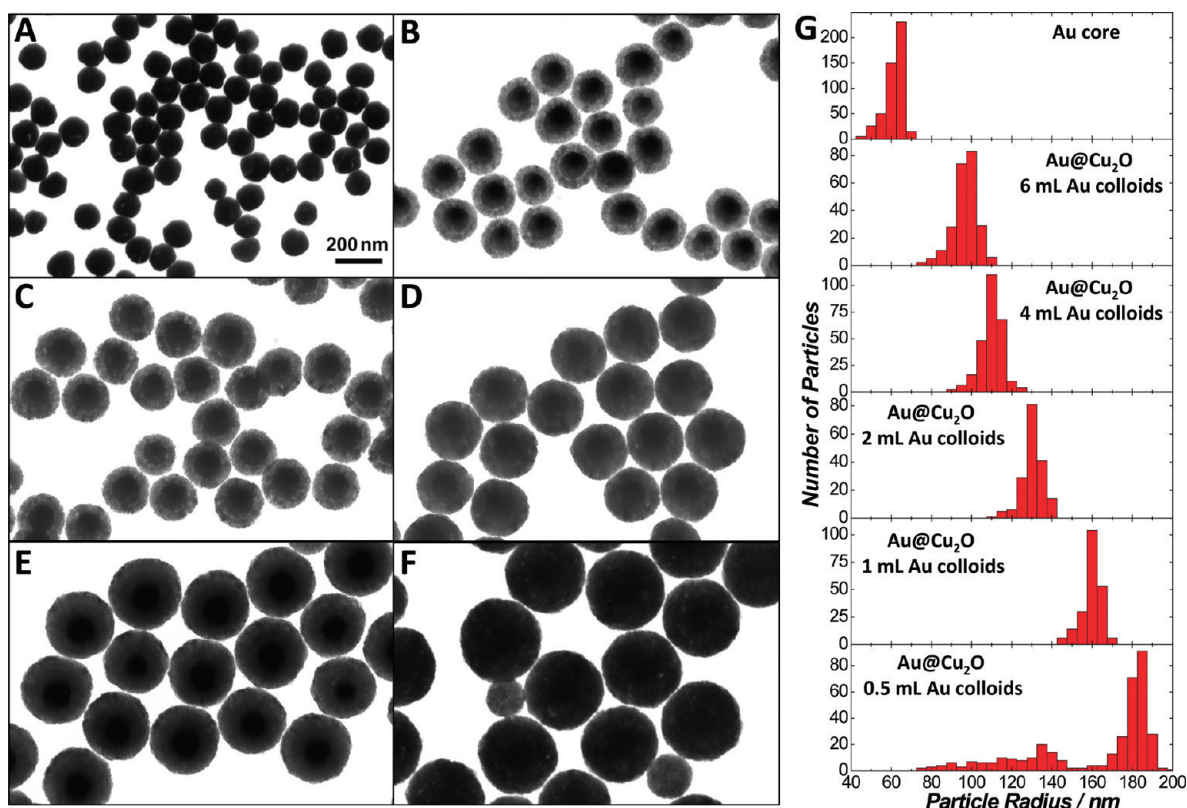 A
B
200 nm
C
D
E
F
G
Number of Particles
Au core
200
150
100
50
0
Au@Cu₂O
6 mL Au colloids
80
60
40
20
0
Au@Cu₂O
4 mL Au colloids
100
75
50
25
0
Au@Cu₂O
2 mL Au colloids
80
60
40
20
0
Au@Cu₂O
1 mL Au colloids
100
75
50
25
0
Au@Cu₂O
0.5 mL Au colloids
80
60
40
20
0
40 60 80 100 120 140 160 180 200
Particle Radius / nm